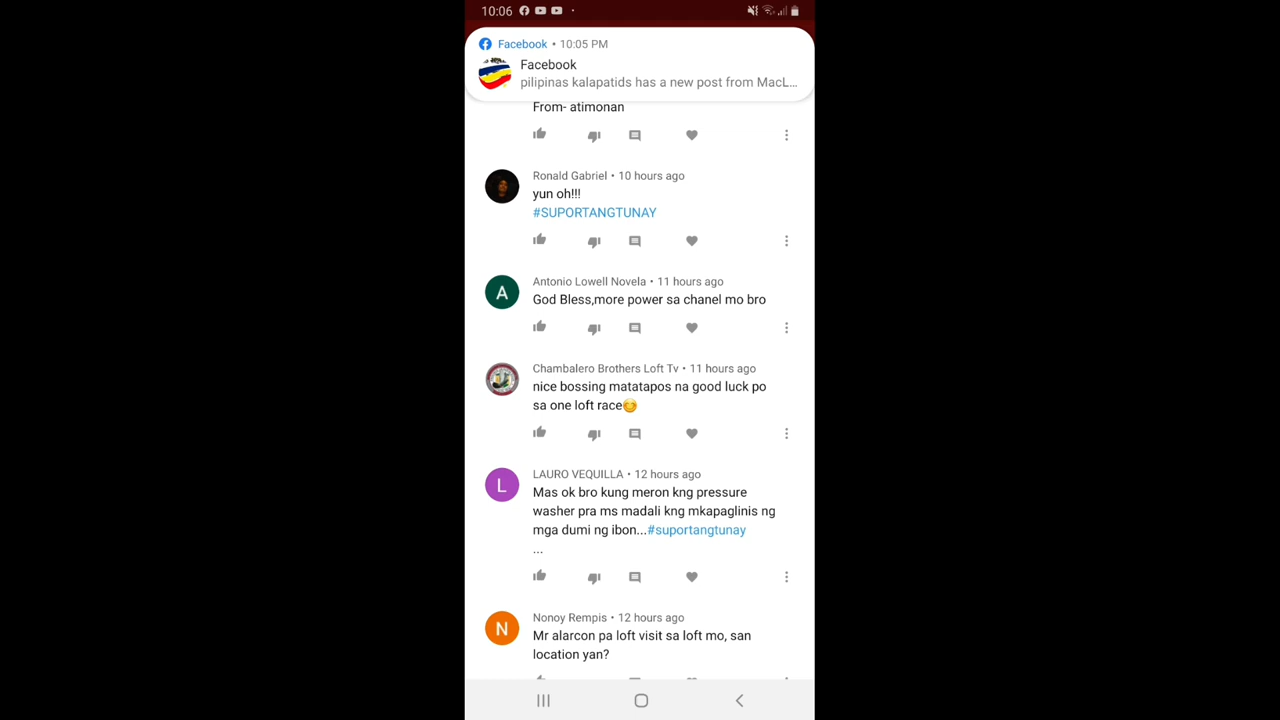 10:06
Facebook • 10:05 PM
Facebook
pilipinas kalapatids has a new post from MacL...
From- atimonan
Ronald Gabriel • 10 hours ago
yun oh!!!
#SUPORTANGTUNAY
A
Antonio Lowell Novela • 11 hours ago
God Bless,more power sa chanel mo bro
Chambalero Brothers Loft Tv • 11 hours ago
nice bossing matatapos na good luck po
sa one loft race😊
L
LAURO VEQUILLA • 12 hours ago
Mas ok bro kung meron kng pressure
washer pra ms madali kng mkapaglinis ng
mga dumi ng ibon...#suportangtunay
...
N
Nonoy Rempis • 12 hours ago
Mr alarcon pa loft visit sa loft mo, san
location yan?